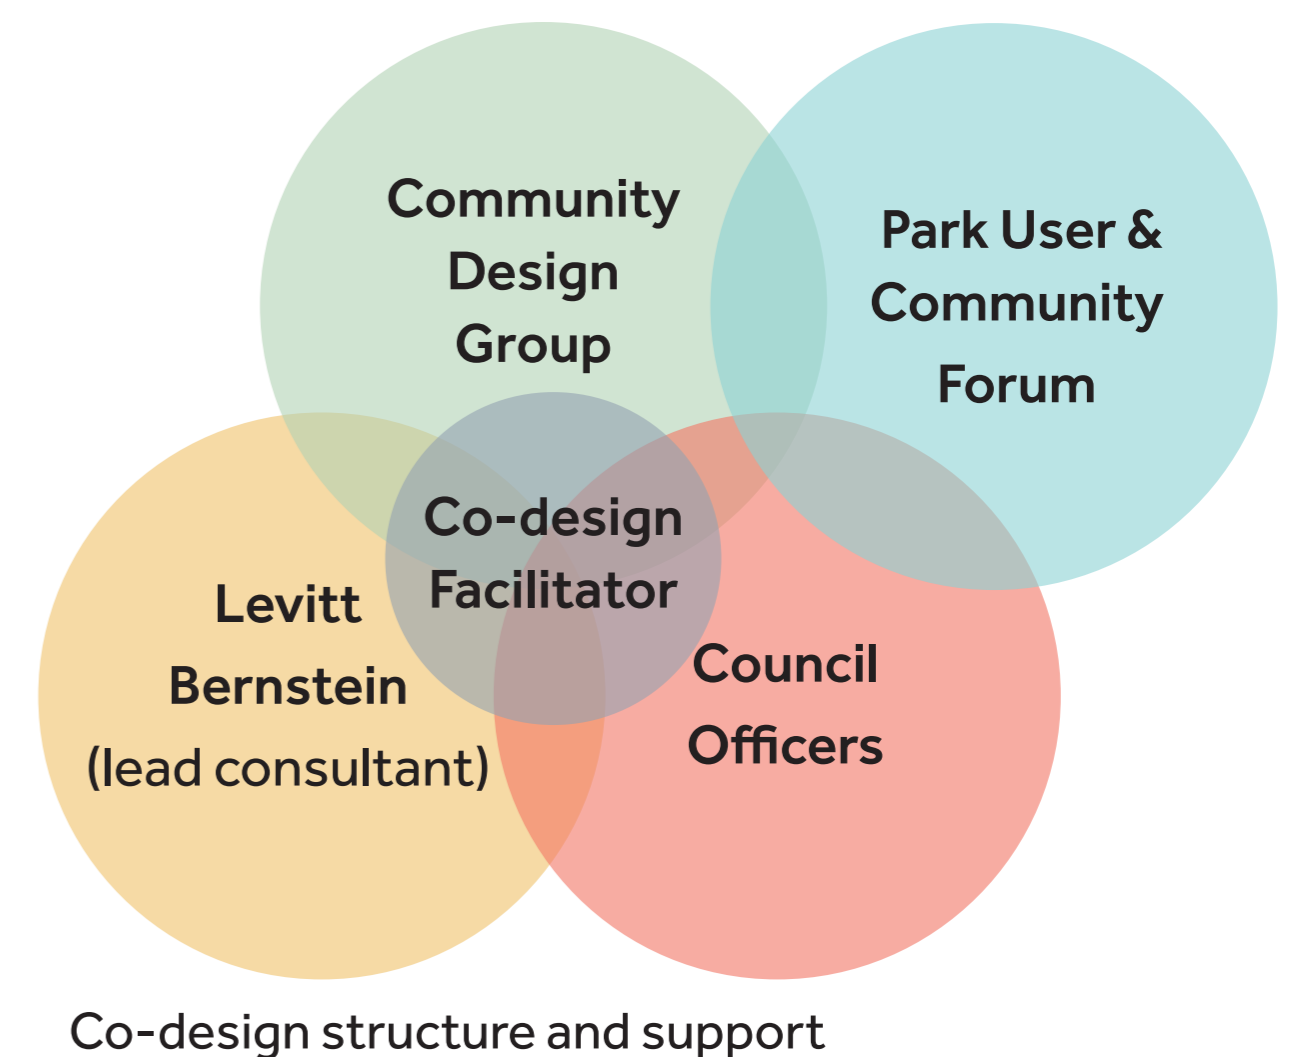 Community
Design
Group
Park User &
Community
Forum
Co-design
Facilitator
Levitt
Bernstein
(lead consultant)
Council
Officers
Co-design structure and support